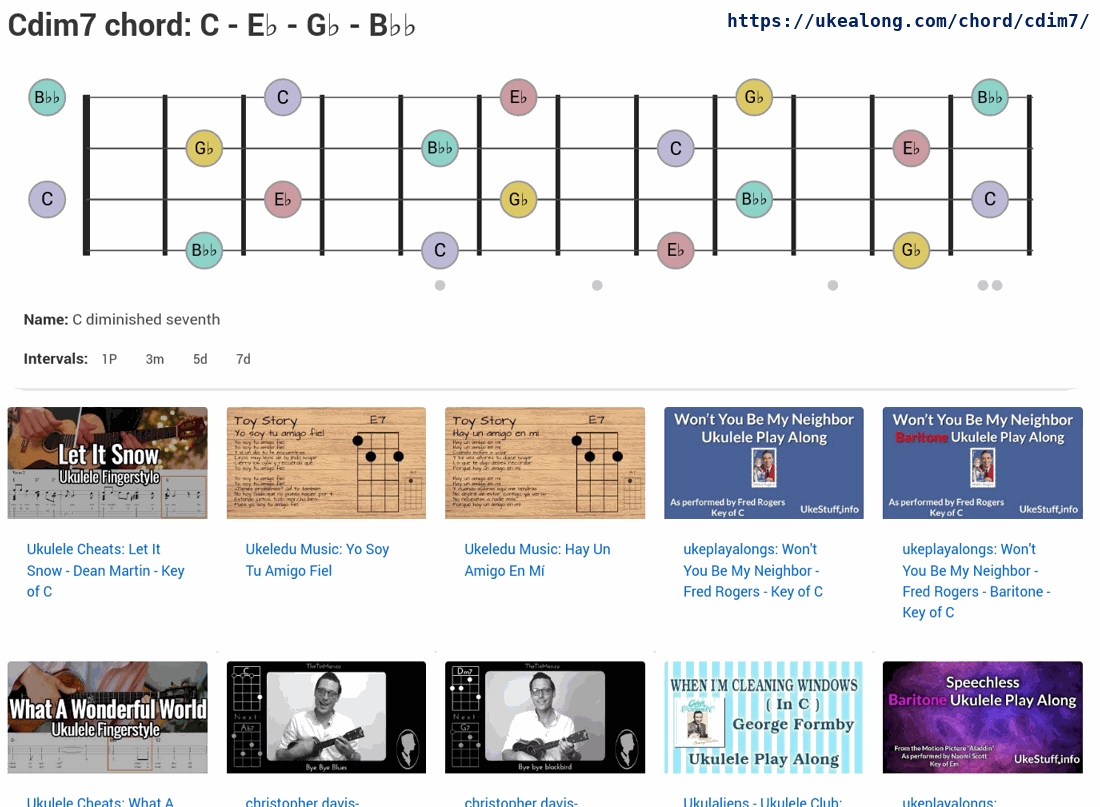 Cdim7 chord: C - E♭ - G♭ - B♭♭
https://ukealong.com/chord/cdim7/
B♭♭ C E♭ G♭ B♭♭
G♭ B♭♭ C E♭
C E♭ G♭ B♭♭ C
B♭♭ C E♭ G♭
Name: C diminished seventh
Intervals: 1P 3m 5d 7d
Let It Snow
Ukulele Fingerstyle
Toy Story
E7
Yo soy tu amigo fiel
Toy Story
E7
Hay un amigo en mi
Won't You Be My Neighbor
Ukulele Play Along
As performed by Fred Rogers
Key of C
UkeStuff.info
Won't You Be My Neighbor
Baritone Ukulele Play Along
As performed by Fred Rogers
Key of C
UkeStuff.info
Ukulele Cheats: Let It
Snow - Dean Martin - Key
of C
Ukeledu Music: Yo Soy
Tu Amigo Fiel
Ukeledu Music: Hay Un
Amigo En Mí
ukeplayalongs: Won't
You Be My Neighbor -
Fred Rogers - Key of C
ukeplayalongs: Won't
You Be My Neighbor -
Fred Rogers - Baritone -
Key of C
What A Wonderful World
Ukulele Fingerstyle
C
Next
Ab7
Bye Bye Blues
Dm7
Next
G7
Bye bye blackbird
WHEN I'M CLEANING WINDOWS
( In C )
George Formby
Ukulele Play Along
Speechless
Baritone Ukulele Play Along
From the Motion Picture "Aladdin"
As performed by Naomi Scott
Key of Em
UkeStuff.info
Ukulele Cheats: What A
christopher davis-
christopher davis-
Ukulaliens - Ukulele Club:
ukeplayalongs: